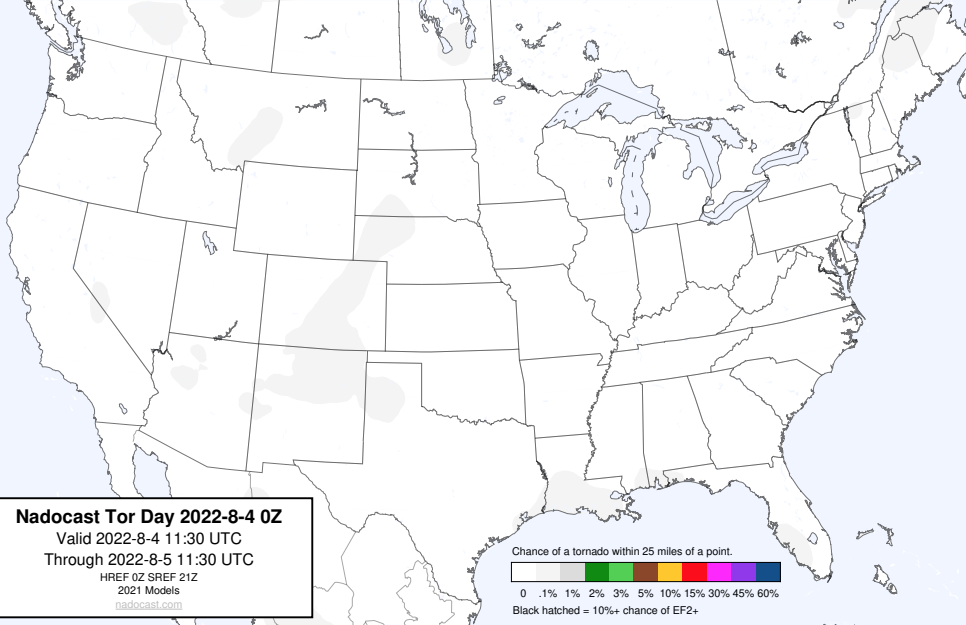 Nadocast Tor Day 2022-8-4 0Z
Valid 2022-8-4 11:30 UTC
Through 2022-8-5 11:30 UTC
HREF 0Z SREF 21Z
2021 Models
nadocast.com
Chance of a tornado within 25 miles of a point.
0 .1% 1% 2% 3% 5% 10% 15% 30% 45% 60%
Black hatched = 10%+ chance of EF2+